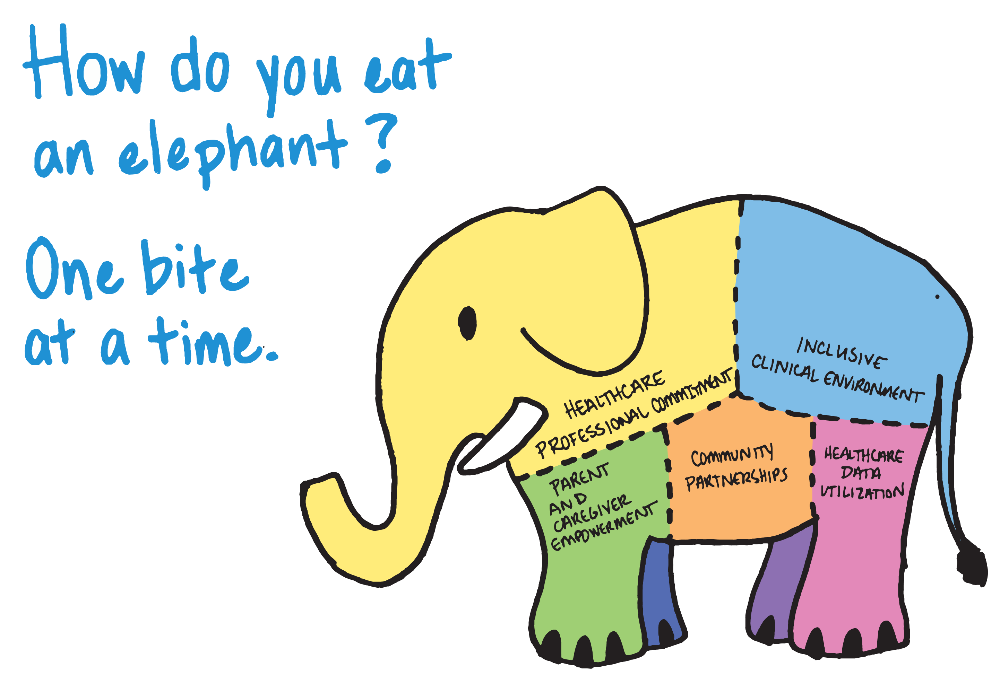 How do you eat
an elephant?
One bite
at a time.
HEALTHCARE
PROFESSIONAL COMMITMENT
INCLUSIVE
CLINICAL ENVIRONMENT
PARENT
AND
CAREGIVER
EMPOWERMENT
COMMUNITY
PARTNERSHIPS
HEALTHCARE
DATA
UTILIZATION